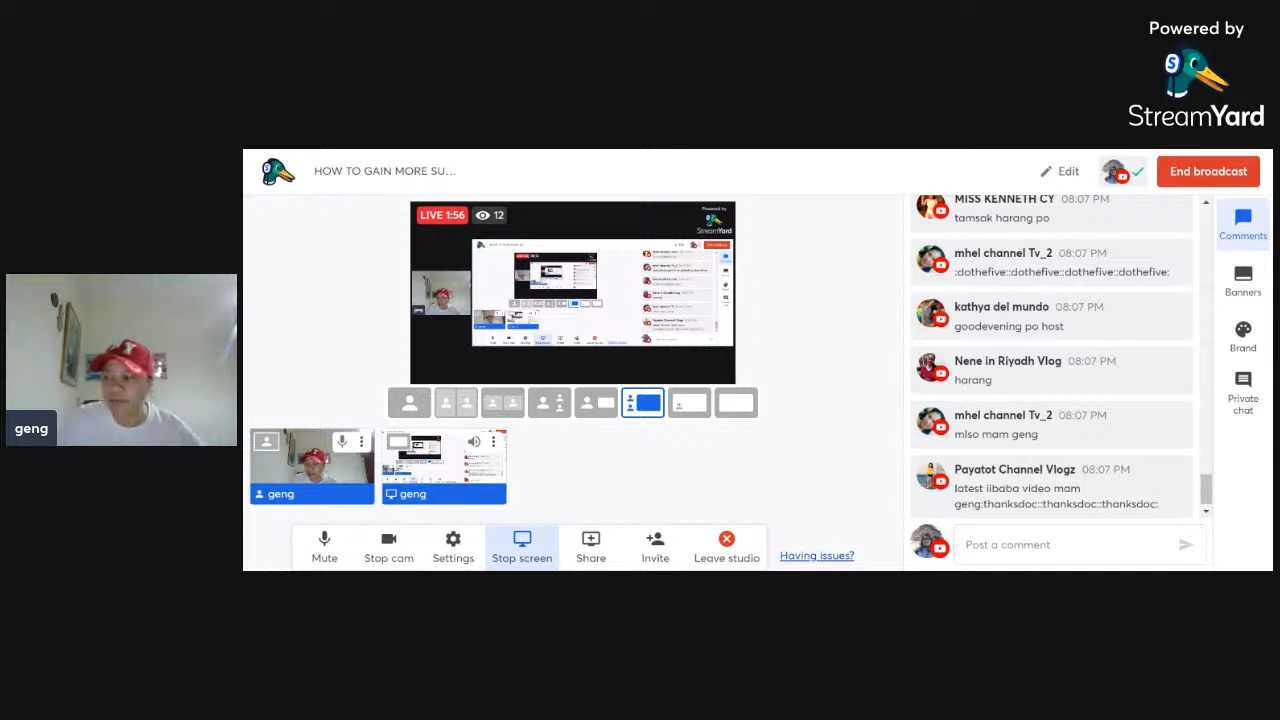 Powered by
StreamYard
HOW TO GAIN MORE SU...
Edit
End broadcast
LIVE 1:56
12
Powered by
StreamYard
MISS KENNETH CY 08:07 PM
tamsak harang po
mhel channel Tv_2 08:07 PM
:dothefive::dothefive::dothefive::dothefive:
kathya del mundo 08:07 PM
goodevening po host
Nene in Riyadh Vlog 08:07 PM
harang
mhel channel Tv_2 08:07 PM
mlso mam geng
Payatot Channel Vlogz 08:07 PM
latest iibaba video mam
geng:thanksdoc::thanksdoc::thanksdoc:
Post a comment
Comments
Banners
Brand
Private
chat
geng
geng
geng
Mute
Stop cam
Settings
Stop screen
Share
Invite
Leave studio
Having issues?